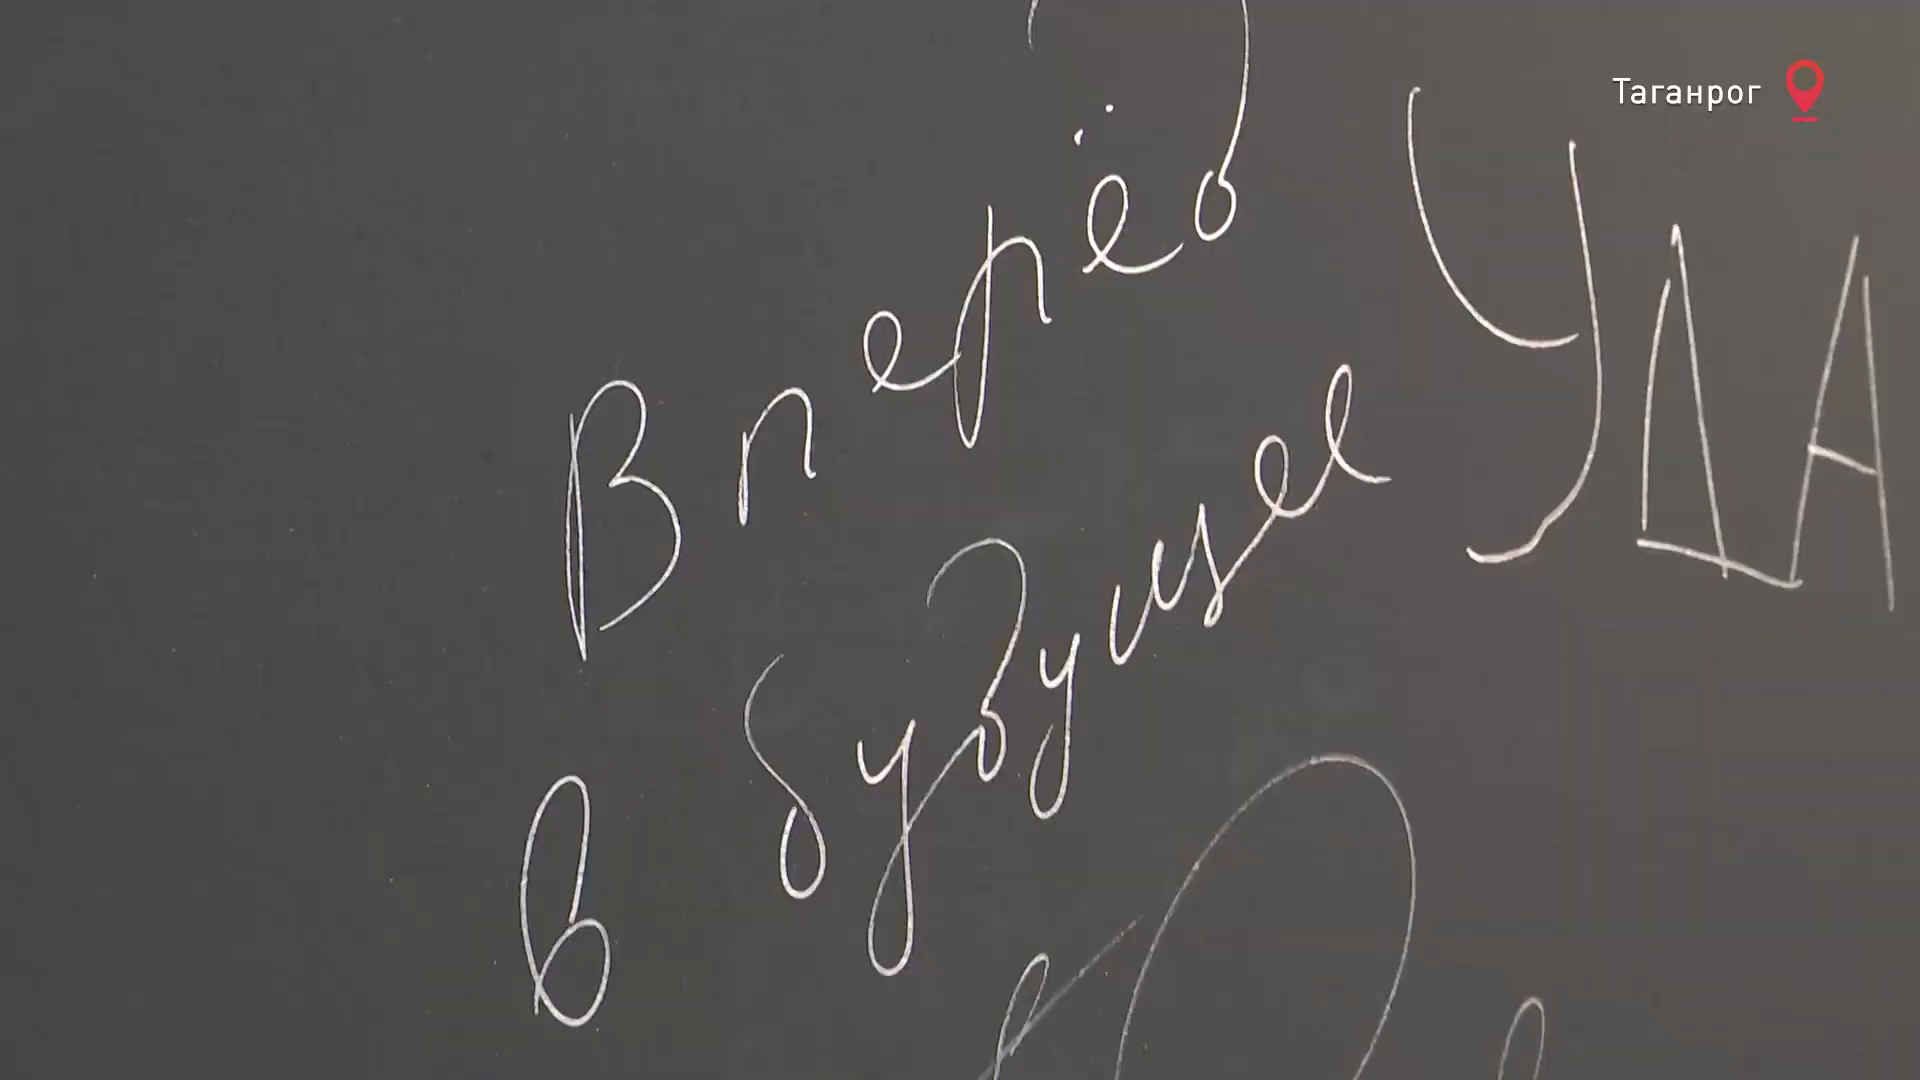 Таганрог
Вперёд
в будущее
УДА